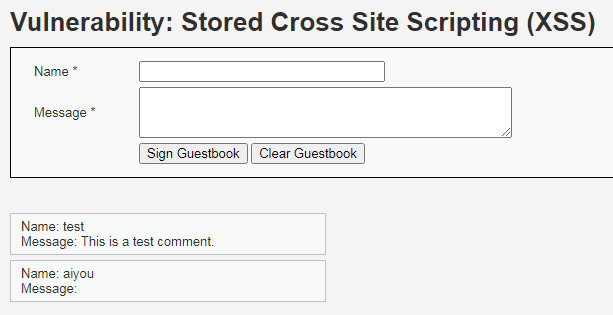 Vulnerability: Stored Cross Site Scripting (XSS)
Name *
Message *
Sign Guestbook Clear Guestbook
Name: test
Message: This is a test comment.
Name: aiyou
Message: